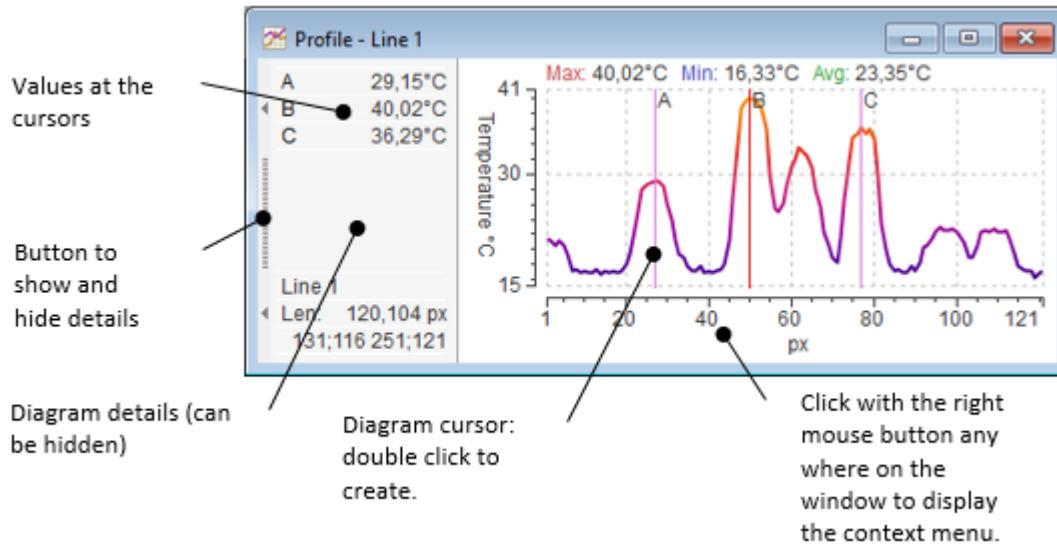 Profile - Line 1
Values at the
cursors
A 29,15°C
B 40,02°C
C 36,29°C
Button to
show and
hide details
Line 1
Len: 120,104 px
131;116 251;121
Diagram details (can
be hidden)
Max: 40,02°C Min: 16,33°C Avg: 23,35°C
Temperature °C
41
30
15
A
B
C
1 20 40 60 80 100 121
px
Diagram cursor:
double click to
create.
Click with the right
mouse button any
where on the
window to display
the context menu.